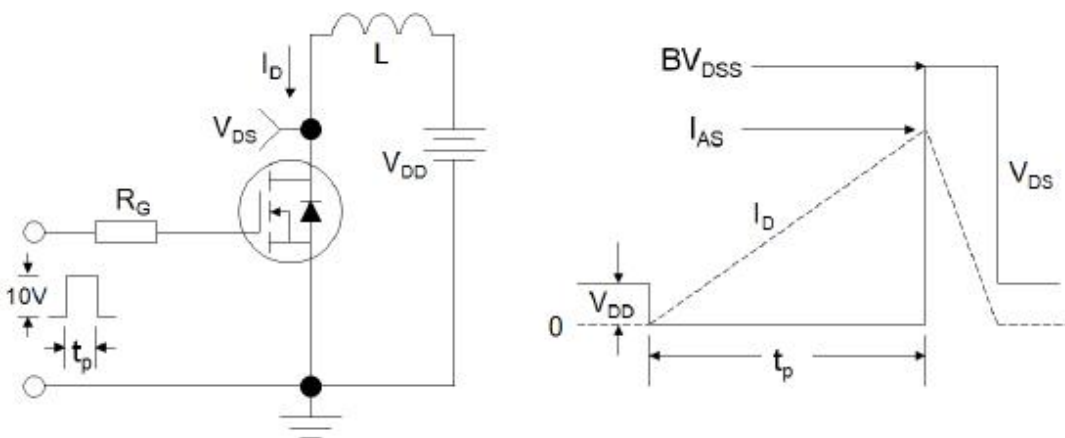 L
I_D
V_DS
V_DD
R_G
10V
t_p
BV_DSS
I_AS
V_DS
I_D
V_DD
0
t_p